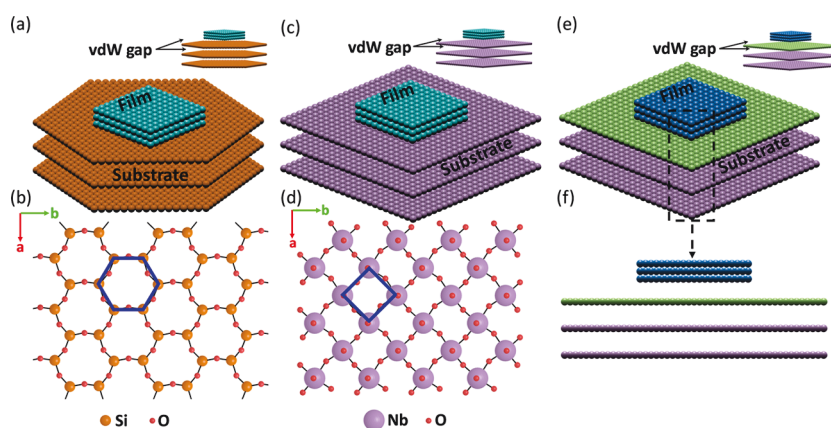 (a)
vdW gap
Film
Substrate
(b)
b
a
Si
O
(c)
vdW gap
Film
Substrate
(d)
b
a
Nb
O
(e)
vdW gap
Film
Substrate
(f)